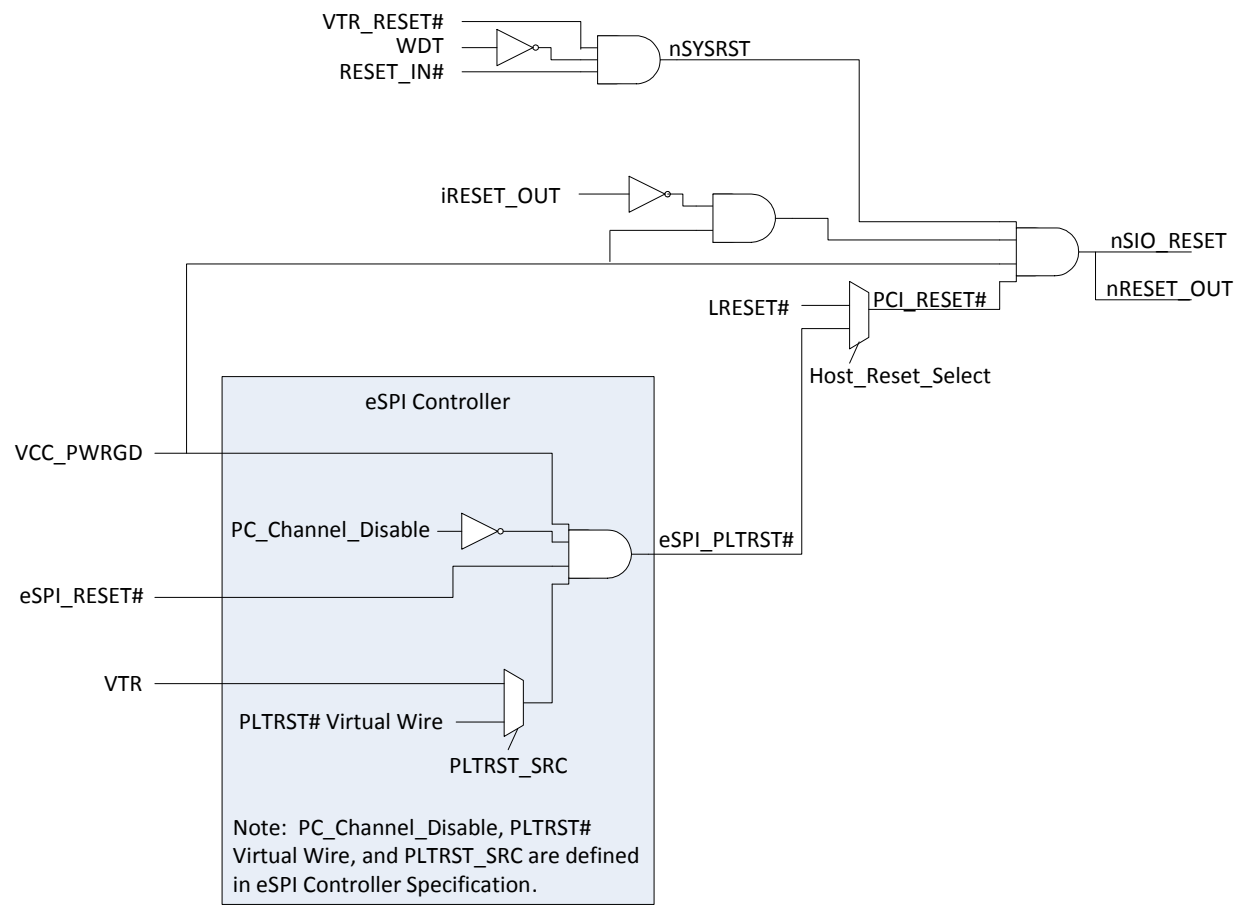 VTR_RESET#
WDT
RESET_IN#
nSYSRST
iRESET_OUT
nSIO_RESET
nRESET_OUT
LRESET#
PCI_RESET#
Host_Reset_Select
eSPI Controller
VCC_PWRGD
PC_Channel_Disable
eSPI_PLTRST#
eSPI_RESET#
VTR
PLTRST# Virtual Wire
PLTRST_SRC
Note: PC_Channel_Disable, PLTRST#
Virtual Wire, and PLTRST_SRC are defined
in eSPI Controller Specification.